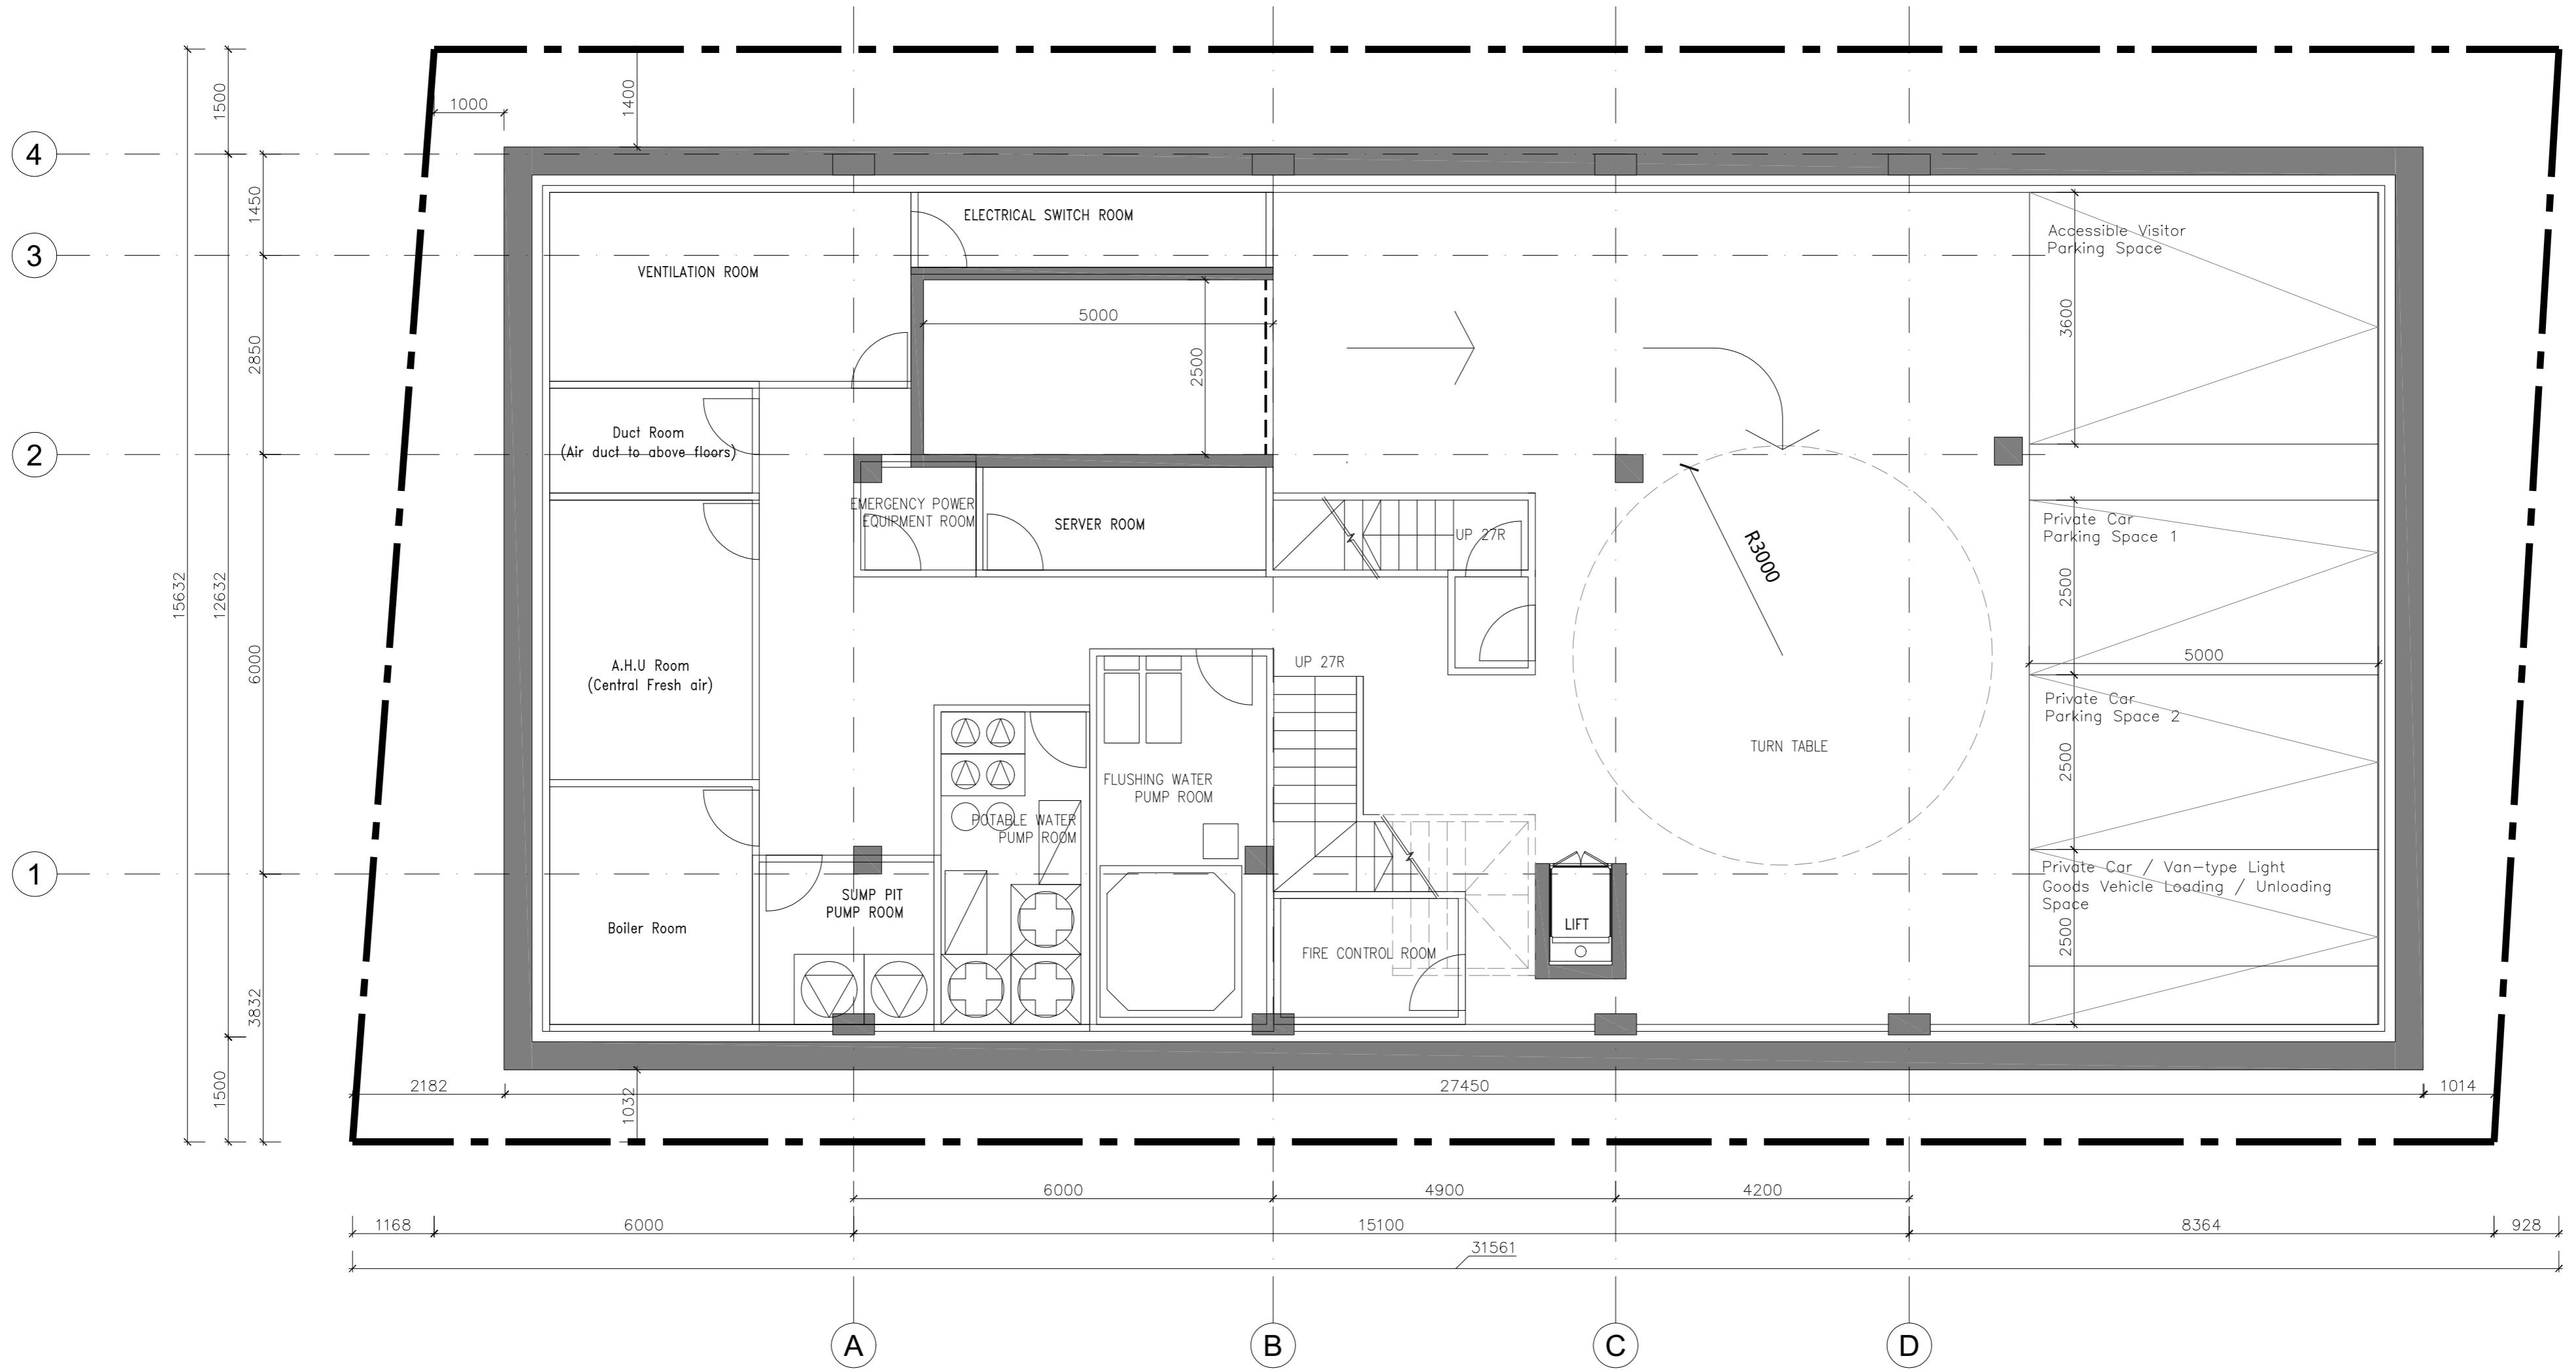 1000
1400
1500
4
1450
ELECTRICAL SWITCH ROOM
Accessible Visitor
Parking Space
3
VENTILATION ROOM
5000
3600
2850
2500
Duct Room
(Air duct to above floors)
2
EMERGENCY POWER
EQUIPMENT ROOM
SERVER ROOM
UP 27R
Private Car
Parking Space 1
R3000
15632
12632
2500
6000
A.H.U Room
(Central Fresh air)
UP 27R
5000
Private Car
Parking Space 2
TURN TABLE
2500
FLUSHING WATER
PUMP ROOM
POTABLE WATER
PUMP ROOM
1
Private Car / Van-type Light
Goods Vehicle Loading / Unloading
Space
SUMP PIT
PUMP ROOM
Boiler Room
LIFT
2500
FIRE CONTROL ROOM
3832
1500
2182
1032
27450
1014
6000
4900
4200
1168
6000
15100
8364
928
31561
A
B
C
D